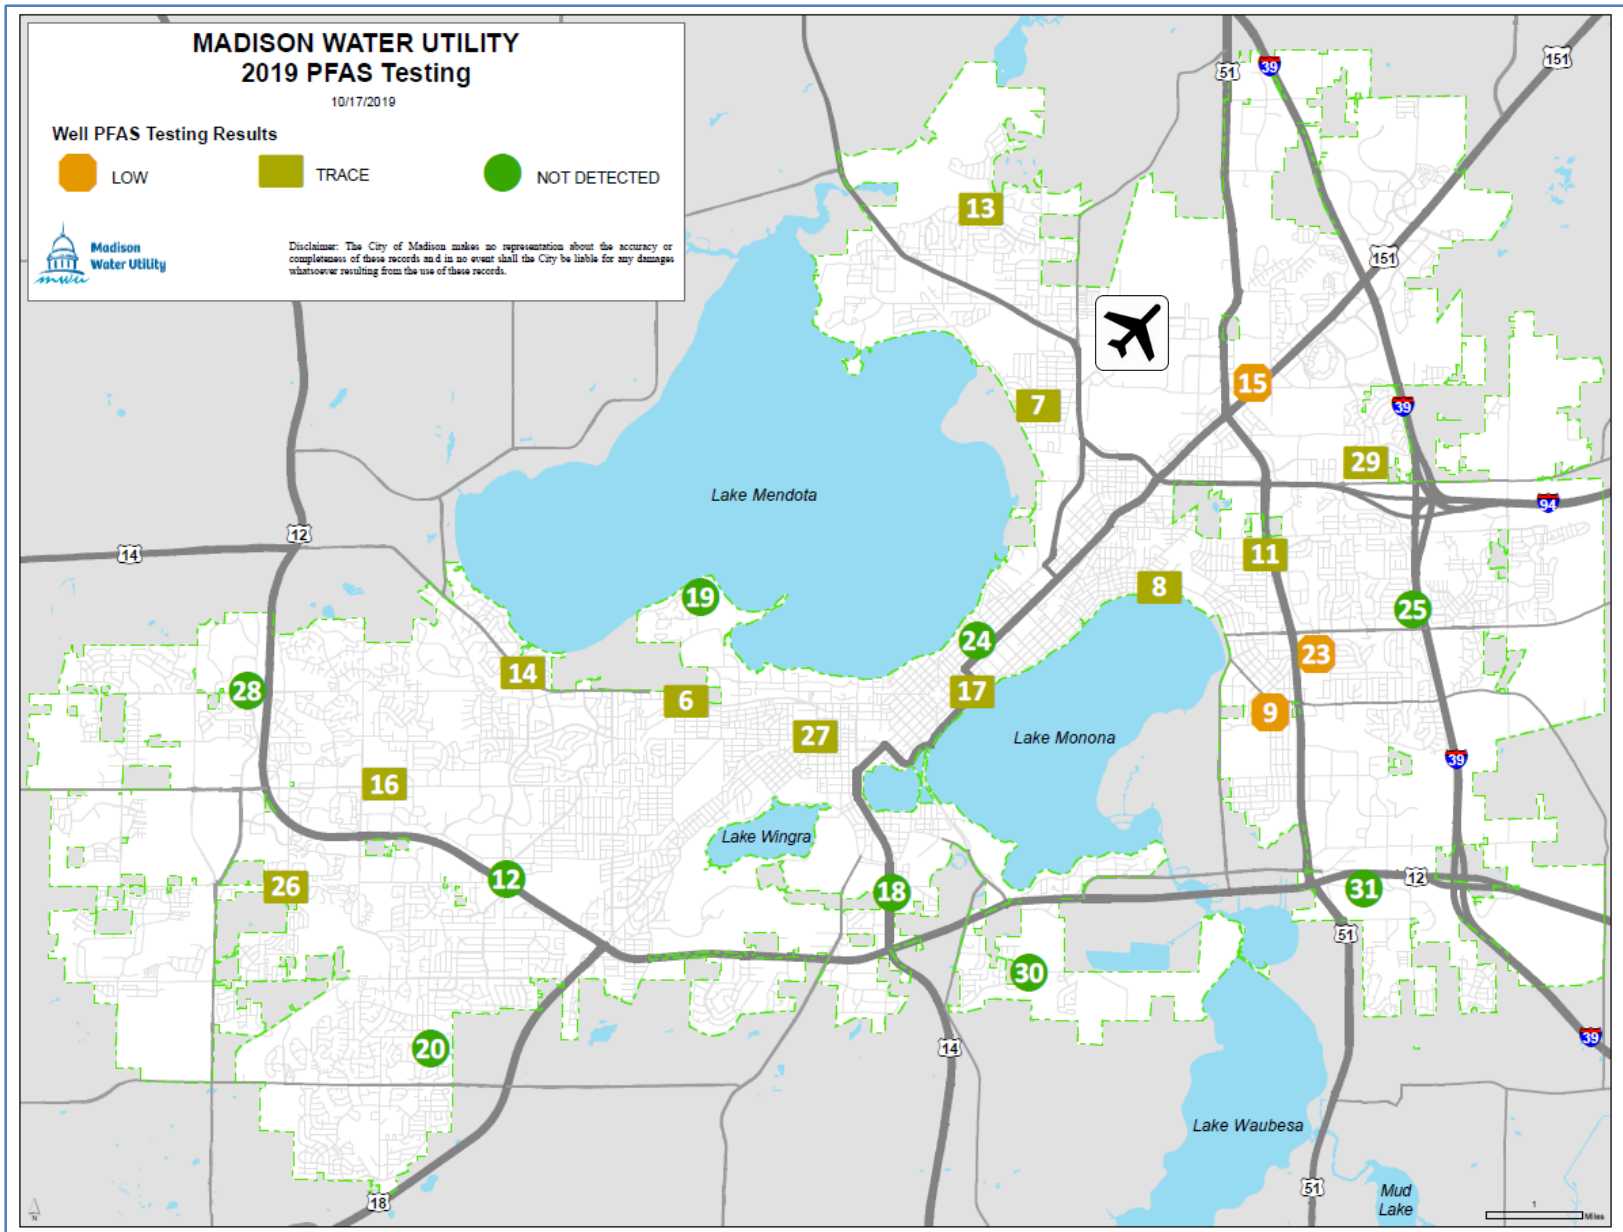 MADISON WATER UTILITY
2019 PFAS Testing
10/17/2019
Well PFAS Testing Results
LOW
TRACE
NOT DETECTED
Madison
Water Utility
mwu
Disclaimer: The City of Madison makes no representation about the accuracy or
completeness of these records and in no event shall the City be liable for any damages
whatsoever resulting from the use of these records.
151
51
39
13
151
15
7
39
29
Lake Mendota
94
12
14
11
8
19
25
24
23
14
28
6
17
9
27
Lake Monona
39
16
Lake Wingra
12
26
18
31
12
51
30
20
14
39
Lake Waubesa
18
51
Mud
Lake
1
Miles
N